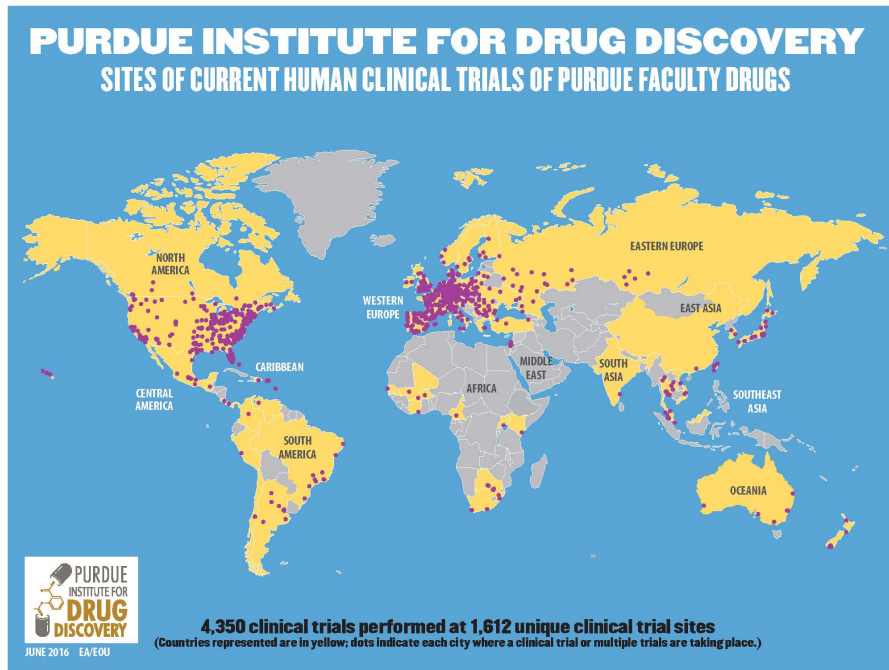 PURDUE INSTITUTE FOR DRUG DISCOVERY
SITES OF CURRENT HUMAN CLINICAL TRIALS OF PURDUE FACULTY DRUGS
NORTH
AMERICA
EASTERN EUROPE
WESTERN
EUROPE
EAST ASIA
MIDDLE
EAST
SOUTH
ASIA
CARIBBEAN
CENTRAL
AMERICA
AFRICA
SOUTHEAST
ASIA
SOUTH
AMERICA
OCEANIA
PURDUE
INSTITUTE FOR
DRUG
DISCOVERY
JUNE 2016 EA/EOU
4,350 clinical trials performed at 1,612 unique clinical trial sites
(Countries represented are in yellow; dots indicate each city where a clinical trial or multiple trials are taking place.)